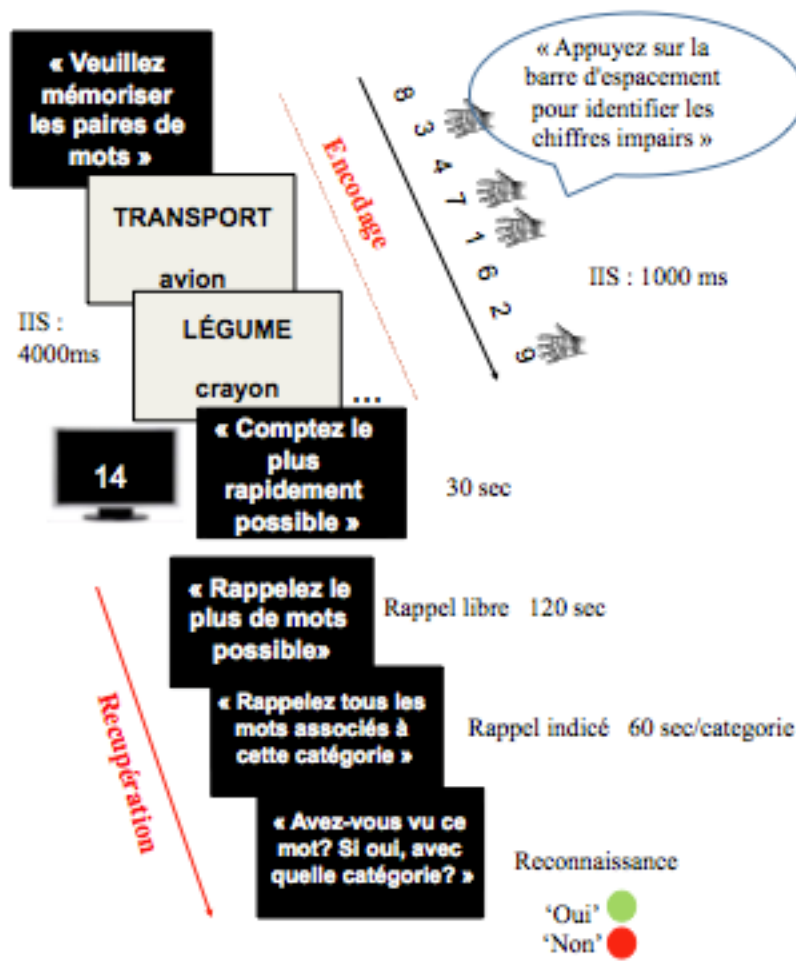 « Veuillez
mémoriser
les paires de
mots »
TRANSPORT
avion
LÉGUME
crayon
...
IIS :
4000ms
Encodage
8
3
4
7
1
6
2
9
« Appuyez sur la
barre d'espacement
pour identifier les
chiffres impairs »
IIS : 1000 ms
14
« Comptez le
plus
rapidement
possible »
30 sec
Recupération
« Rappelez le
plus de mots
possible»
Rappel libre 120 sec
« Rappelez tous les
mots associés à
cette catégorie »
Rappel indicé 60 sec/categorie
« Avez-vous vu ce
mot? Si oui, avec
quelle catégorie? »
Reconnaissance
‘Oui’
‘Non’